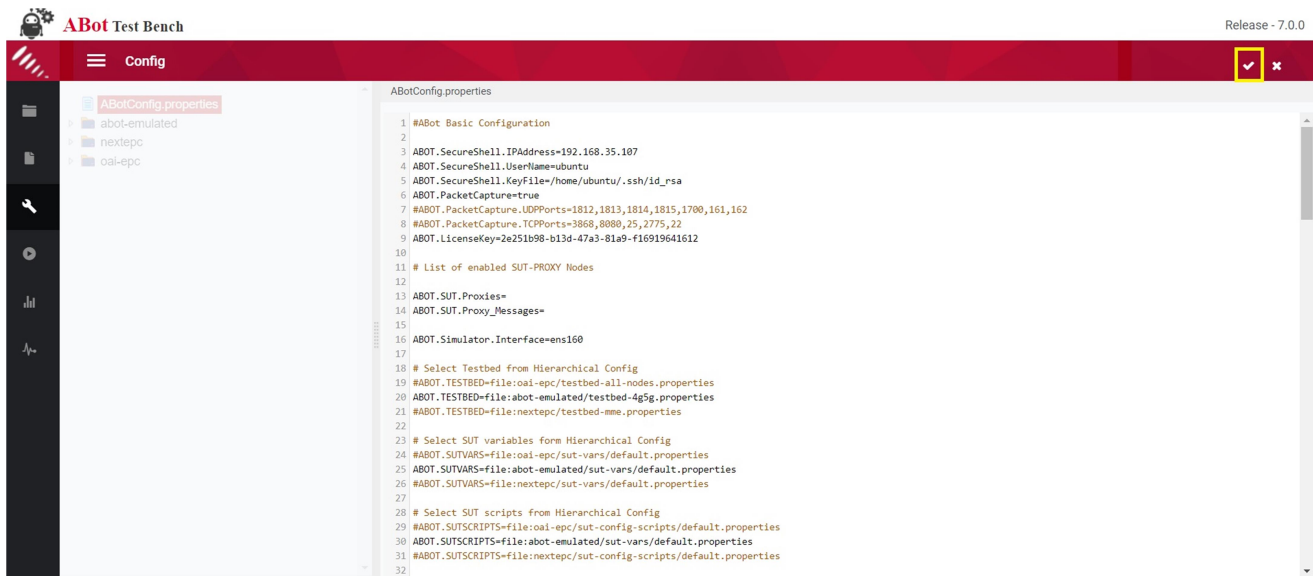 ABot Test Bench
Release - 7.0.0
Config
ABotConfig.properties
abot-emulated
nextepc
oai-epc
ABotConfig.properties
1 #ABot Basic Configuration
2
3 ABOT.SecureShell.IPAddress=192.168.35.107
4 ABOT.SecureShell.UserName=ubuntu
5 ABOT.SecureShell.KeyFile=/home/ubuntu/.ssh/id_rsa
6 ABOT.PacketCapture=true
7 #ABOT.PacketCapture.UDPPorts=1812,1813,1814,1815,1700,161,162
8 #ABOT.PacketCapture.TCPPorts=3868,8080,25,2775,22
9 ABOT.LicenseKey=2e251b98-b13d-47a3-81a9-f16919641612
10
11 # List of enabled SUT-PROXY Nodes
12
13 ABOT.SUT.Proxies=
14 ABOT.SUT.Proxy_Messages=
15
16 ABOT.Simulator.Interface=ens160
17
18 # Select Testbed from Hierarchical Config
19 #ABOT.TESTBED=file:oai-epc/testbed-all-nodes.properties
20 ABOT.TESTBED=file:abot-emulated/testbed-4g5g.properties
21 #ABOT.TESTBED=file:nextepc/testbed-mme.properties
22
23 # Select SUT variables form Hierarchical Config
24 #ABOT.SUTVARS=file:oai-epc/sut-vars/default.properties
25 ABOT.SUTVARS=file:abot-emulated/sut-vars/default.properties
26 #ABOT.SUTVARS=file:nextepc/sut-vars/default.properties
27
28 # Select SUT scripts from Hierarchical Config
29 #ABOT.SUTSCRIPTS=file:oai-epc/sut-config-scripts/default.properties
30 ABOT.SUTSCRIPTS=file:abot-emulated/sut-vars/default.properties
31 #ABOT.SUTSCRIPTS=file:nextepc/sut-config-scripts/default.properties
32